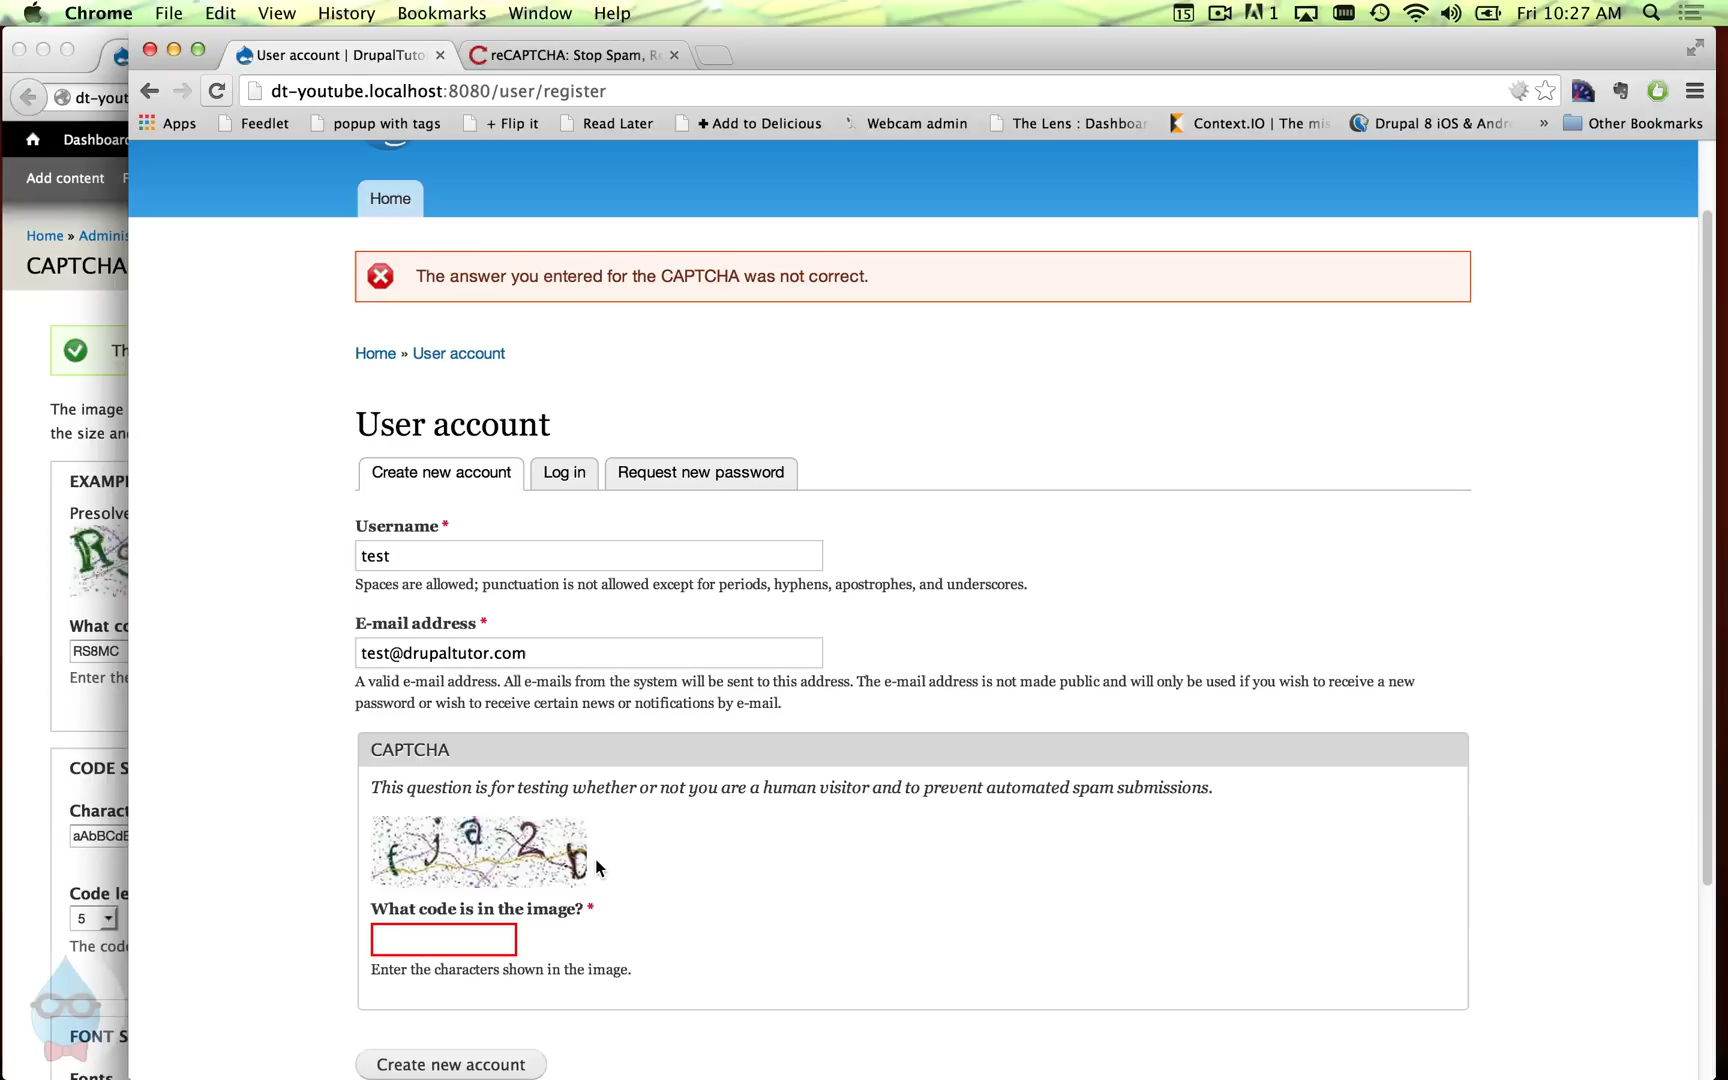 Chrome File Edit View History Bookmarks Window Help
15 1 Fri 10:27 AM
User account | DrupalTuto
reCAPTCHA: Stop Spam, Re
dt-yout
dt-youtube.localhost:8080/user/register
Apps Feedlet popup with tags + Flip it Read Later + Add to Delicious Webcam admin The Lens : Dashboar Context.IO | The mis Drupal 8 iOS & Andr » Other Bookmarks
Dashboar
Add content
Home » Adminis
CAPTCHA
Th
The image
the size an
EXAMP
Presolve
What co
RS8MC
Enter the
CODE S
Charact
aAbBCdE
Code le
5
The code
FONT S
Fonts
Home
The answer you entered for the CAPTCHA was not correct.
Home » User account
User account
Create new account Log in Request new password
Username *
test
Spaces are allowed; punctuation is not allowed except for periods, hyphens, apostrophes, and underscores.
E-mail address *
test@drupaltutor.com
A valid e-mail address. All e-mails from the system will be sent to this address. The e-mail address is not made public and will only be used if you wish to receive a new
password or wish to receive certain news or notifications by e-mail.
CAPTCHA
This question is for testing whether or not you are a human visitor and to prevent automated spam submissions.
What code is in the image? *
Enter the characters shown in the image.
Create new account